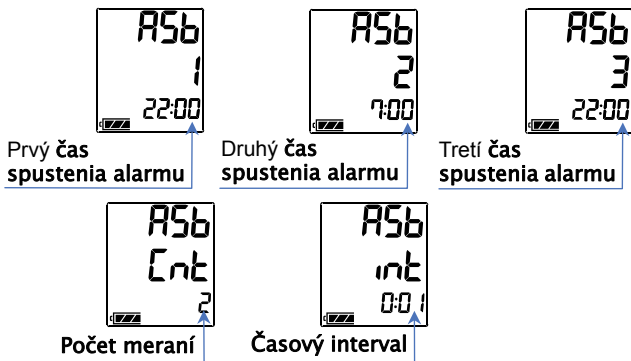 ASb ASb ASb
1 2 3
22:00 7:00 22:00
Prvý čas Druhý čas Tretí čas
spustenia alarmu spustenia alarmu spustenia alarmu
ASb ASb
Cnt int
2 0:01
Počet meraní Časový interval